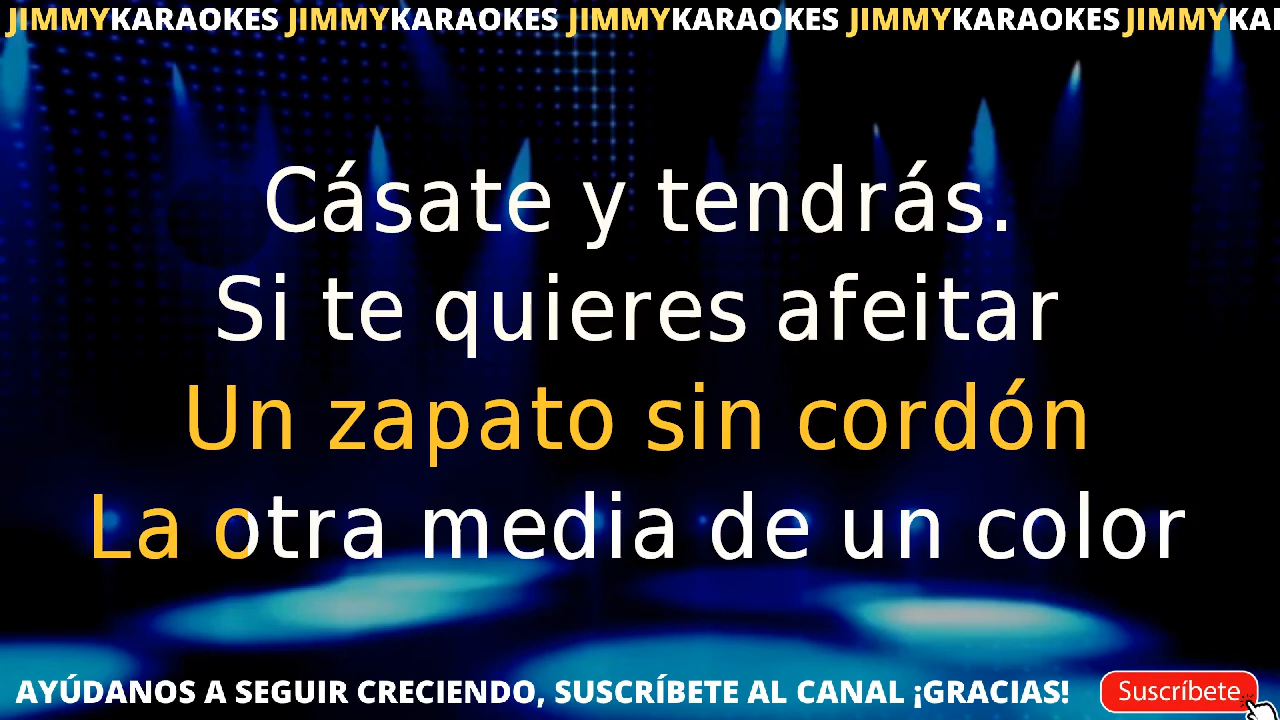 JIMMYKARAOKES JIMMYKARAOKES JIMMYKARAOKES JIMMYKARAOKES JIMMYKA
Cásate y tendrás.
Si te quieres afeitar
Un zapato sin cordón
La otra media de un color
AYÚDANOS A SEGUIR CRECIENDO, SUSCRÍBETE AL CANAL ¡GRACIAS!
Suscríbete